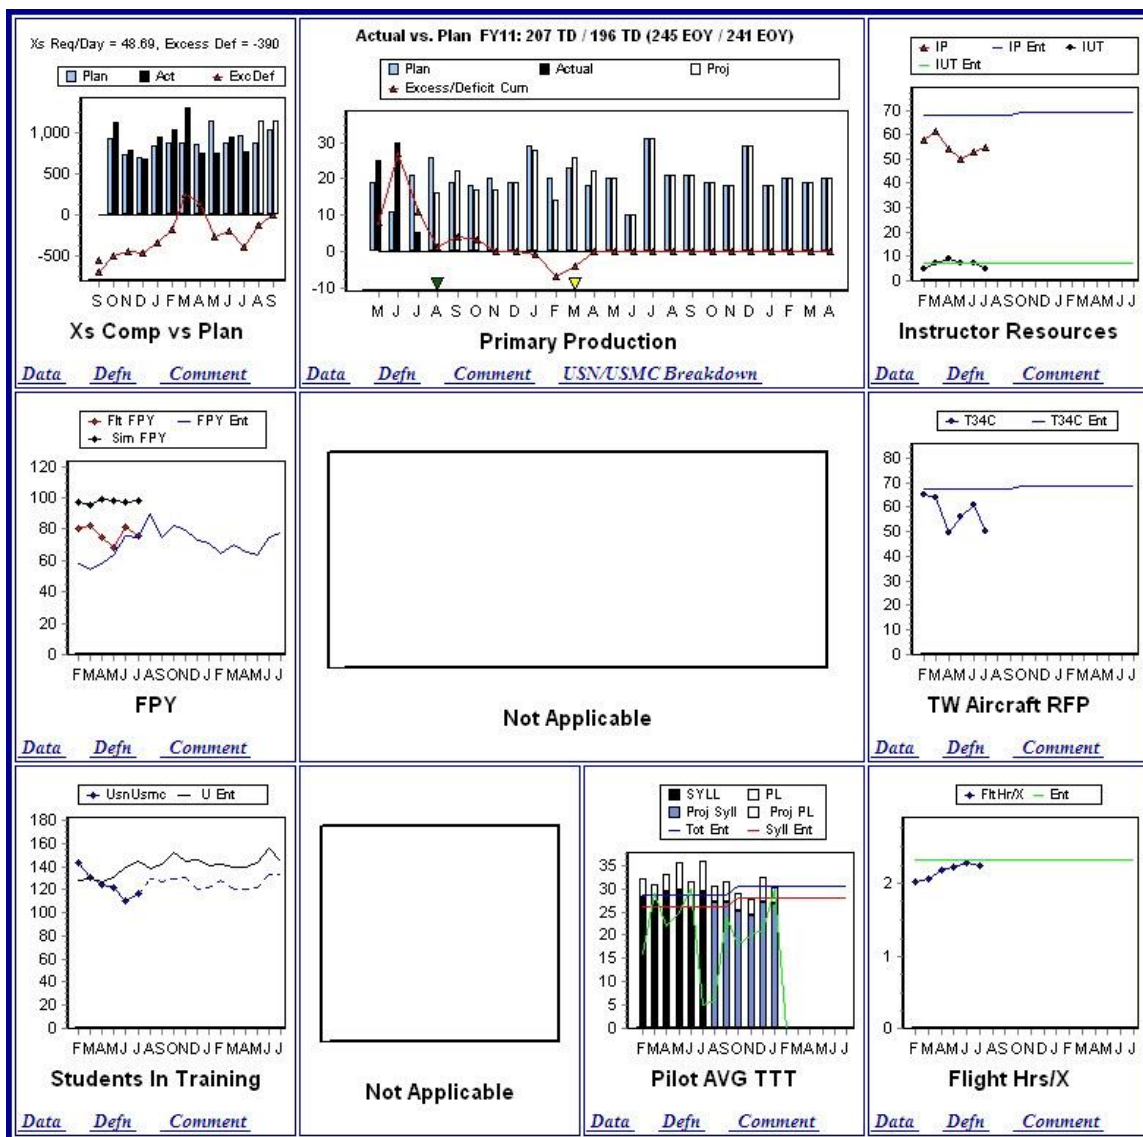 Xs Req/Day = 48.69, Excess Def = -390
Plan Act ExcDef
1,000
500
0
-500
S O N D J F M A M J J A S
Xs Comp vs Plan
Data Defn Comment
Actual vs. Plan FY11: 207 TD / 196 TD (245 EOY / 241 EOY)
Plan Actual Proj
Excess/Deficit Cum
30
20
10
0
-10
M J J A S O N D J F M A M J J A S O N D J F M A
Primary Production
Data Defn Comment USN/USMC Breakdown
IP IP Ent IUT
IUT Ent
70
60
50
40
30
20
10
0
FMAMJJASONDJFMAMJJ
Instructor Resources
Data Defn Comment
Flt FPY FPY Ent
Sim FPY
120
100
80
60
40
20
0
FMAMJJASONDJFMAMJJ
FPY
Data Defn Comment
Not Applicable
T34C T34C Ent
80
70
60
50
40
30
20
10
0
FMAMJJASONDJFMAMJJ
TW Aircraft RFP
Data Defn Comment
UsnUsmc U Ent
180
160
140
120
100
80
60
40
20
0
FMAMJJASONDJFMAMJJ
Students In Training
Data Defn Comment
Not Applicable
SYLL PL
Proj Syll Proj PL
Tot Ent Syll Ent
35
30
25
20
15
10
5
0
FMAMJJASONDJFMAMJJ
Pilot AVG TTT
Data Defn Comment
FltHr/X Ent
2
1
0
FMAMJJASONDJFMAMJJ
Flight Hrs/X
Data Defn Comment